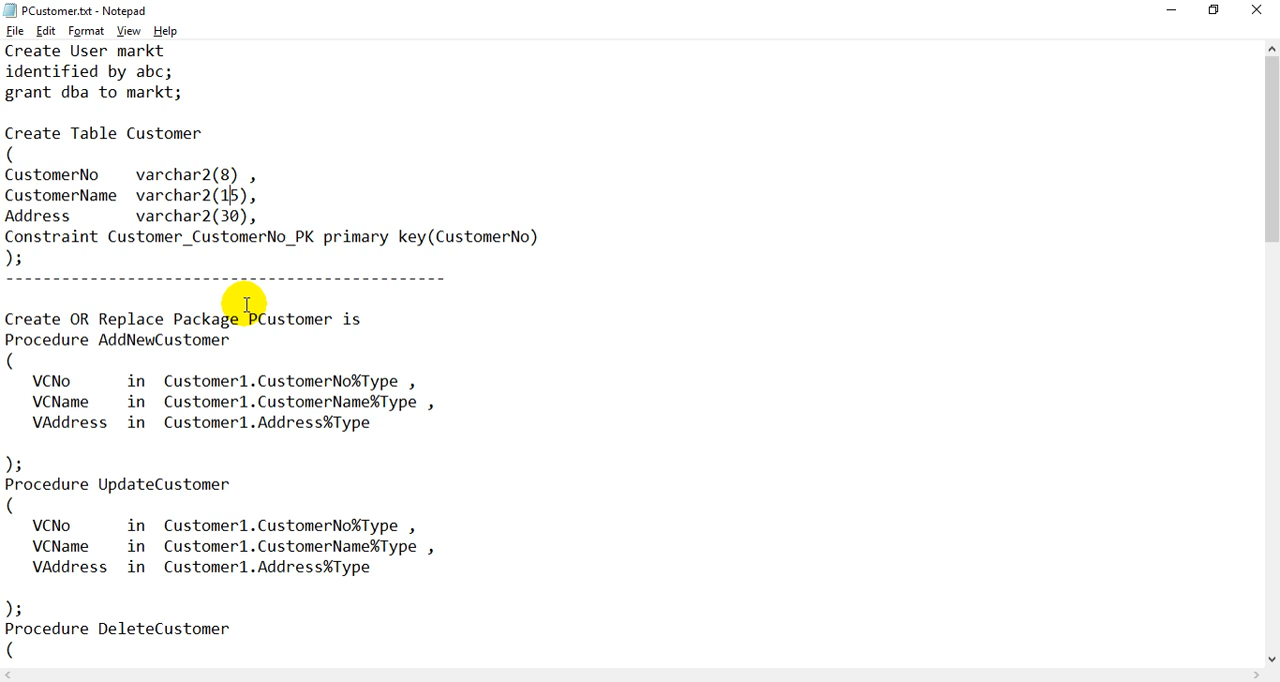 PCustomer.txt - Notepad
File Edit Format View Help
Create User markt
identified by abc;
grant dba to markt;
Create Table Customer
(
CustomerNo    varchar2(8) ,
CustomerName  varchar2(15),
Address       varchar2(30),
Constraint Customer_CustomerNo_PK primary key(CustomerNo)
);
-----------------------------------------------
Create OR Replace Package PCustomer is
Procedure AddNewCustomer
(
   VCNo      in  Customer1.CustomerNo%Type ,
   VCName    in  Customer1.CustomerName%Type ,
   VAddress  in  Customer1.Address%Type
);
Procedure UpdateCustomer
(
   VCNo      in  Customer1.CustomerNo%Type ,
   VCName    in  Customer1.CustomerName%Type ,
   VAddress  in  Customer1.Address%Type
);
Procedure DeleteCustomer
(